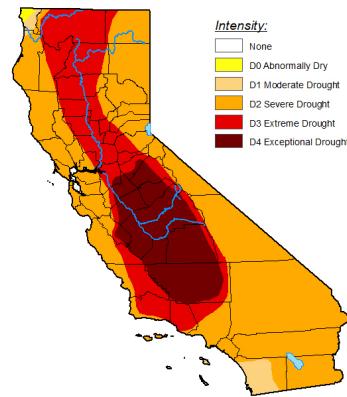 Intensity:
None
D0 Abnormally Dry
D1 Moderate Drought
D2 Severe Drought
D3 Extreme Drought
D4 Exceptional Drought